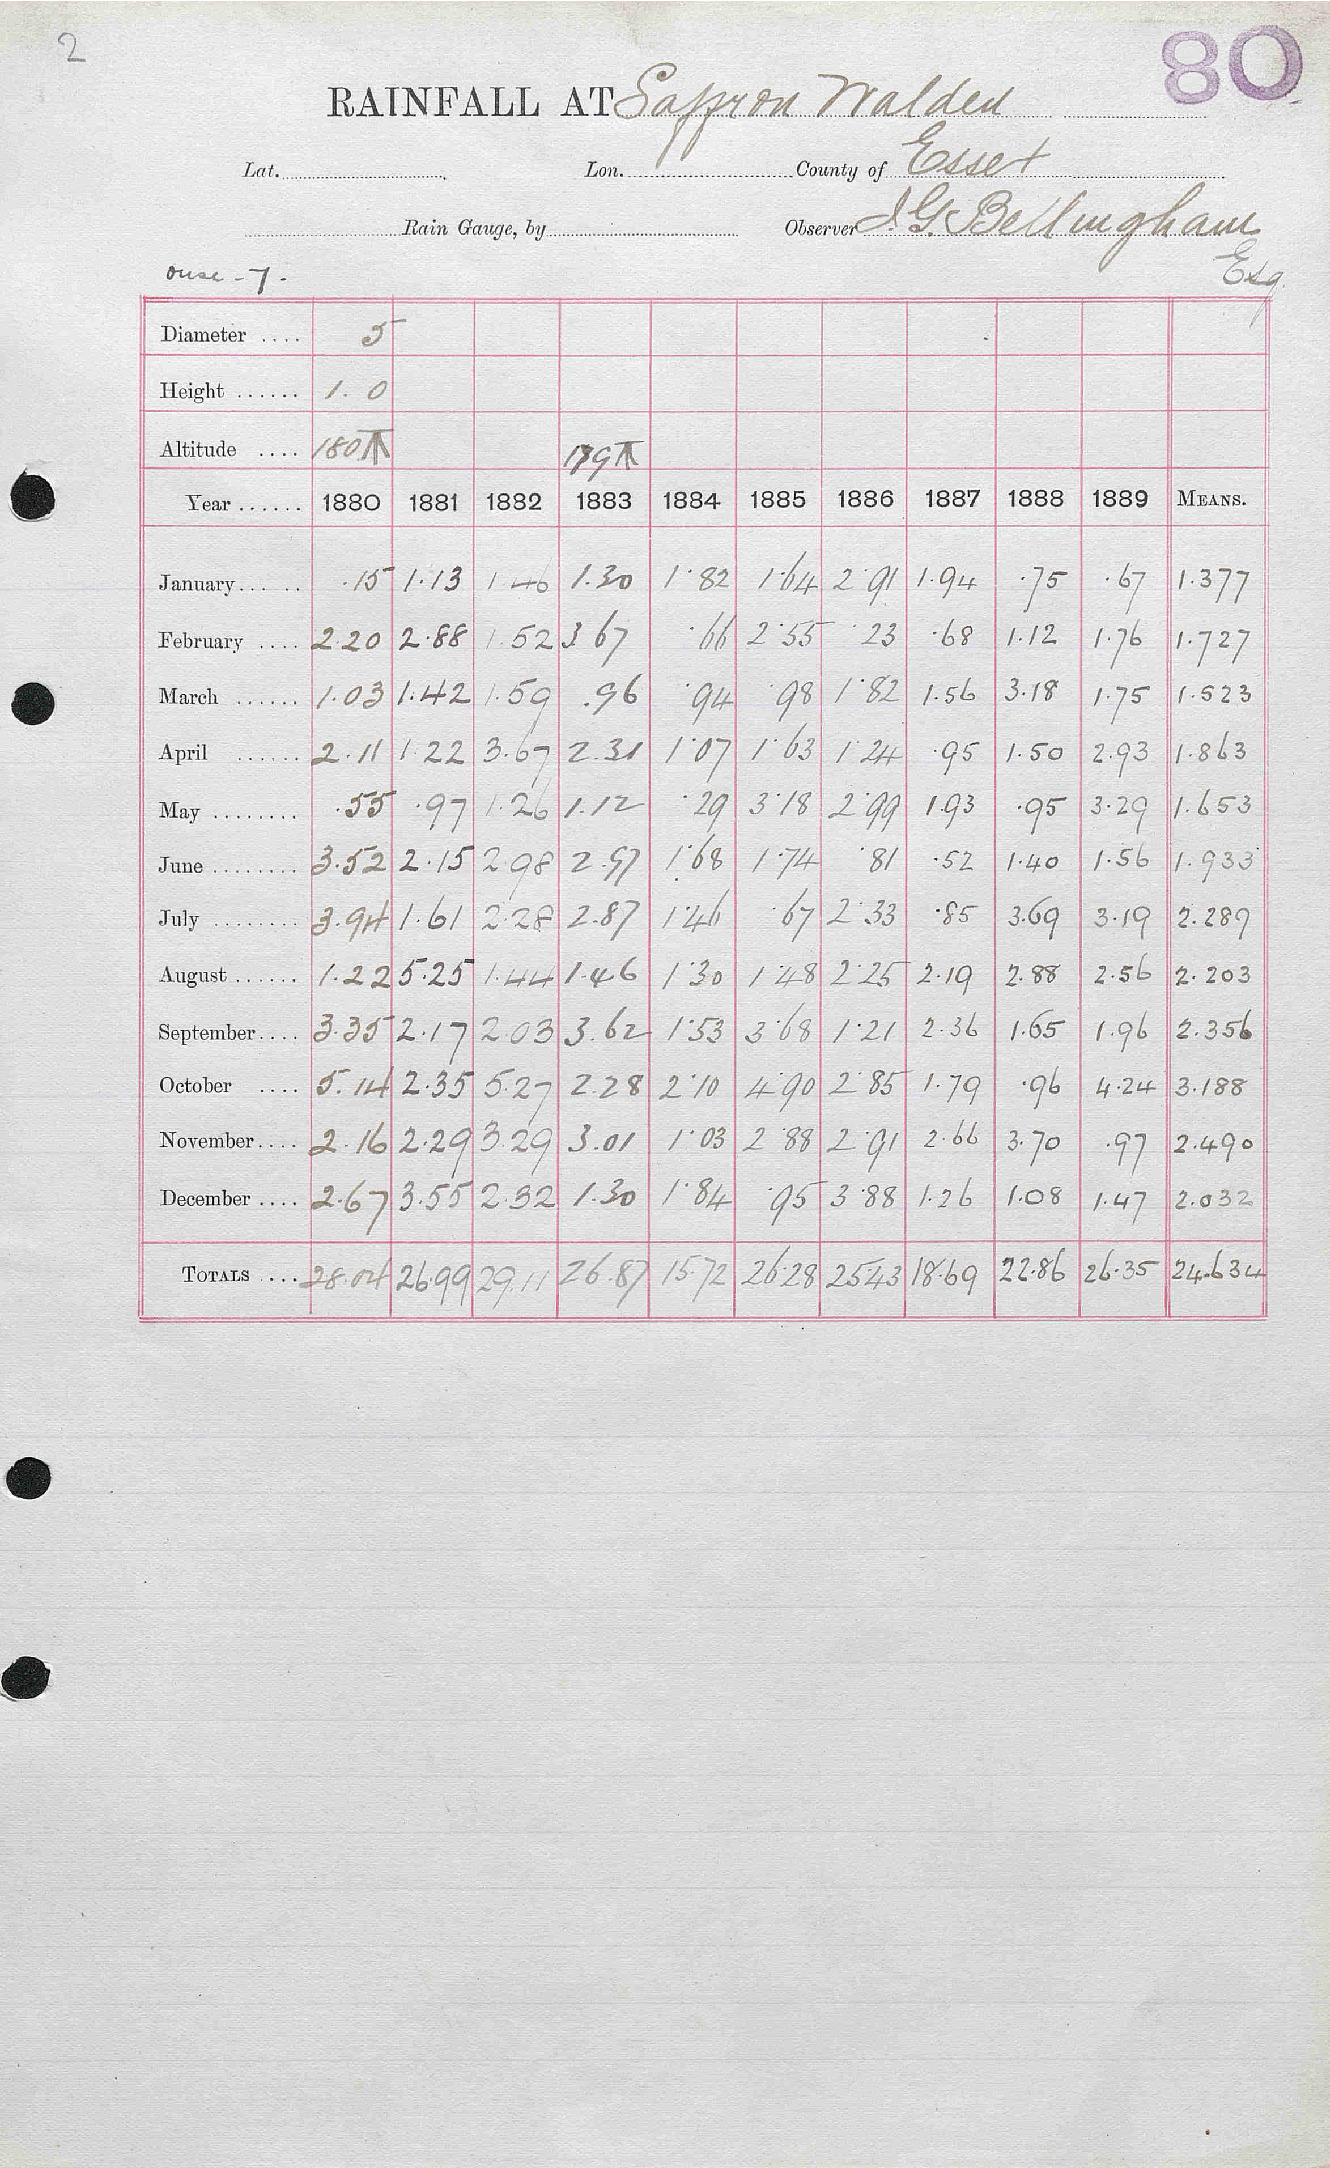 2
80
RAINFALL AT Saffron Walden
Lat. Lon. County of Essex
Rain Gauge, by Observer J.G. Bellingham
Esq.
ouse - 7 -
Diameter .... 5
Height ...... 1. 0
Altitude .... 180 179
Year ...... 1880 1881 1882 1883 1884 1885 1886 1887 1888 1889 MEANS.
January...... .15 1.13 1.46 1.30 1.82 1.64 2.91 1.94 .75 .67 1.377
February .... 2.20 2.88 1.52 3.67 .66 2.55 .23 .68 1.12 1.76 1.727
March ...... 1.03 1.42 1.59 .96 .94 .98 1.82 1.56 3.18 1.75 1.523
April ...... 2.11 1.22 3.67 2.31 1.07 1.63 1.24 .95 1.50 2.93 1.863
May ........ .55 .97 1.26 1.12 .29 3.18 2.99 1.93 .95 3.29 1.653
June ........ 3.52 2.15 2.98 2.97 1.68 1.74 .81 .52 1.40 1.56 1.933
July ........ 3.94 1.61 2.28 2.87 1.46 .67 2.33 .85 3.69 3.19 2.289
August ...... 1.22 5.25 1.44 1.46 1.30 1.48 2.25 2.19 2.88 2.56 2.203
September.... 3.35 2.17 2.03 3.62 1.53 3.68 1.21 2.36 1.65 1.96 2.356
October .... 5.14 2.35 5.27 2.28 2.10 4.90 2.85 1.79 .96 4.24 3.188
November.... 2.16 2.29 3.29 3.01 1.03 2.88 2.91 2.66 3.70 .97 2.490
December .... 2.67 3.55 2.32 1.30 1.84 .95 3.88 1.26 1.08 1.47 2.032
TOTALS .... 28.04 26.99 29.11 26.87 15.72 26.28 25.43 18.69 22.86 26.35 24.634